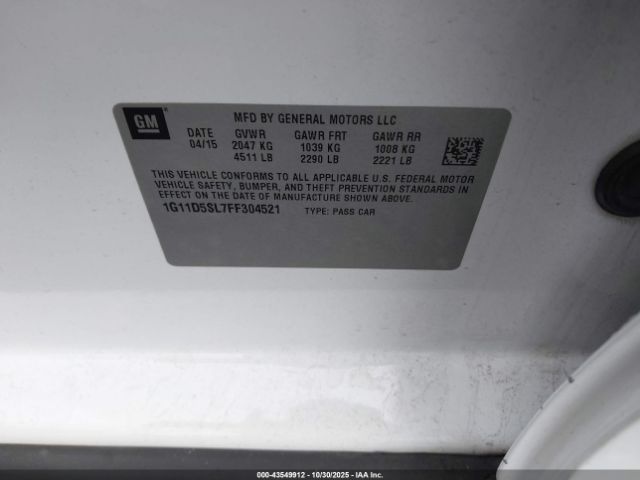 GM
MFD BY GENERAL MOTORS LLC
DATE GVWR GAWR FRT GAWR RR
04/15 2047 KG 1039 KG 1008 KG
4511 LB 2290 LB 2221 LB
THIS VEHICLE CONFORMS TO ALL APPLICABLE U.S. FEDERAL MOTOR
VEHICLE SAFETY, BUMPER, AND THEFT PREVENTION STANDARDS IN
EFFECT ON THE DATE OF MANUFACTURE SHOWN ABOVE.
1G11D5SL7FF304521 TYPE: PASS CAR
000-43549912 - 10/30/2025 - IAA Inc.